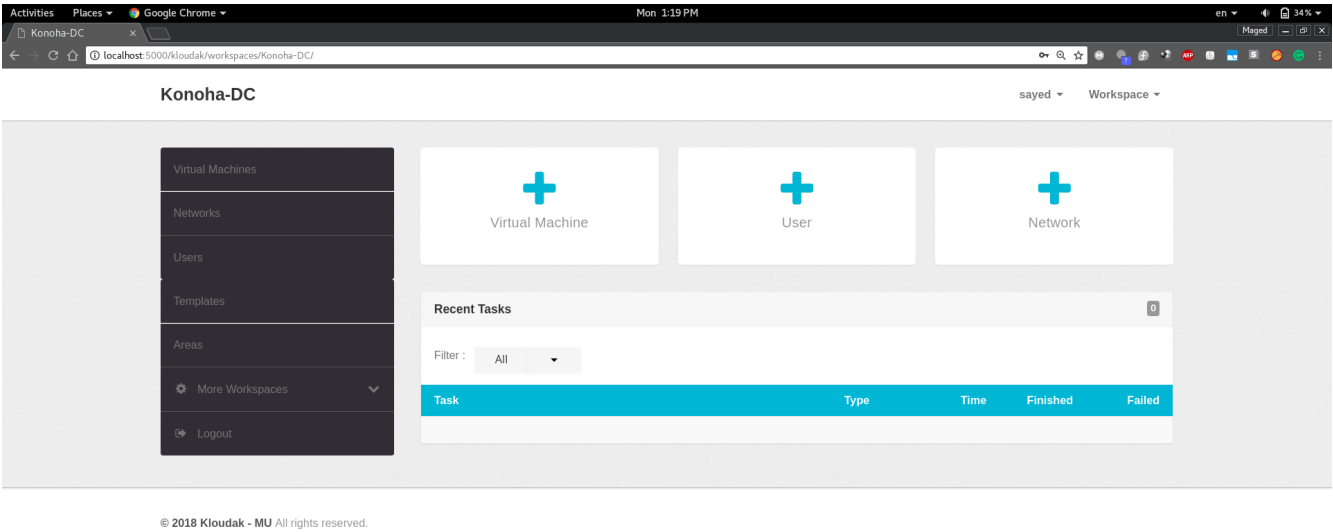 Activities Places Google Chrome Mon 1:19 PM en 34%
Konoha-DC Maged
localhost:5000/kloudak/workspaces/Konoha-DC/
Konoha-DC sayed Workspace
Virtual Machines
Networks
Users
Templates
Areas
More Workspaces
Logout
Virtual Machine User Network
Recent Tasks 0
Filter : All
Task Type Time Finished Failed
© 2018 Kloudak - MU All rights reserved.